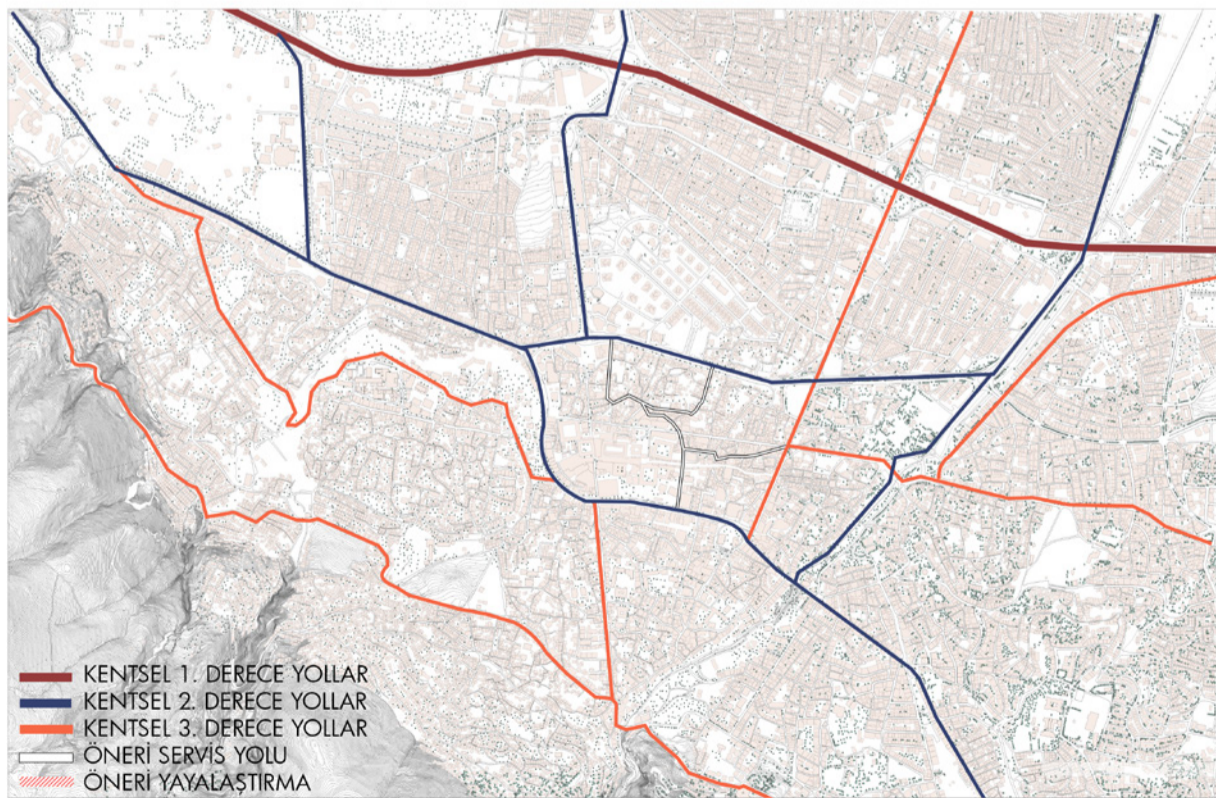 KENTSEL 1. DERECE YOLLAR
KENTSEL 2. DERECE YOLLAR
KENTSEL 3. DERECE YOLLAR
ÖNERİ SERVİS YOLU
ÖNERİ YAYALAŞTIRMA